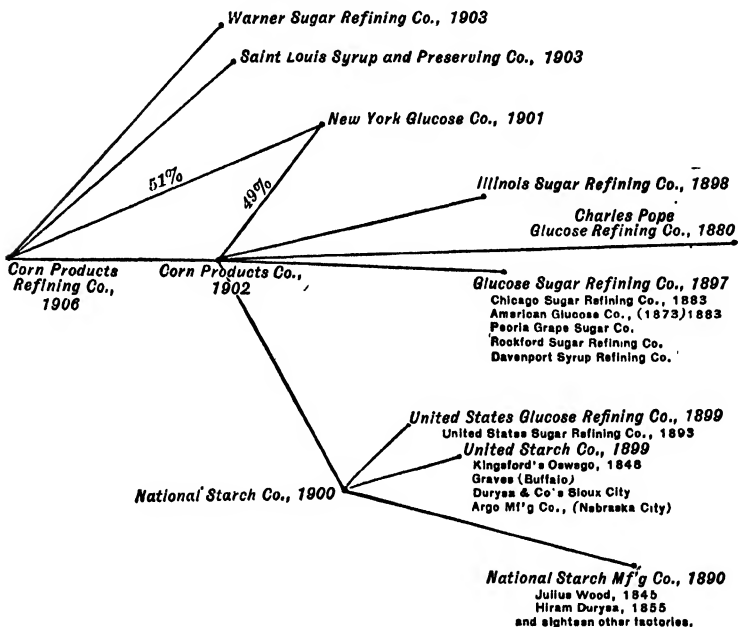 Warner Sugar Refining Co., 1903
Saint Louis Syrup and Preserving Co., 1903
New York Glucose Co., 1901
51%
49%
Illinois Sugar Refining Co., 1898
Charles Pope
Glucose Refining Co., 1880
Corn Products
Refining Co.,
1906
Corn Products Co.,
1902
Glucose Sugar Refining Co., 1897
Chicago Sugar Refining Co., 1883
American Glucose Co., (1873) 1883
Peoria Grape Sugar Co.
Rockford Sugar Refining Co.
Davenport Syrup Refining Co.
United States Glucose Refining Co., 1899
United States Sugar Refining Co., 1893
United Starch Co., 1899
Kingsford's Oswego, 1848
Graves (Buffalo)
Duryea & Co's Sioux City
Argo Mf'g Co., (Nebraska City)
National Starch Co., 1900
National Starch Mf'g Co., 1890
Julius Wood, 1845
Hiram Duryea, 1855
and eighteen other factories.